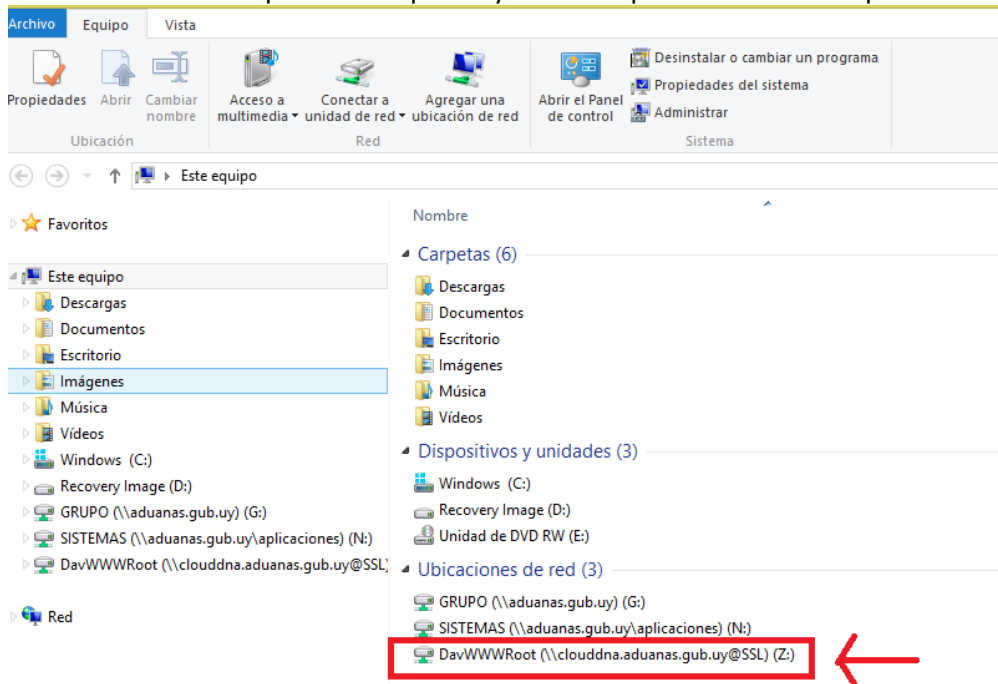 Archivo Equipo Vista
Propiedades Abrir Cambiar nombre
Acceso a multimedia Conectar a unidad de red Agregar una ubicación de red
Abrir el Panel de control
Desinstalar o cambiar un programa
Propiedades del sistema
Administrar
Ubicación Red Sistema
Este equipo
Favoritos
Este equipo
Descargas
Documentos
Escritorio
Imágenes
Música
Vídeos
Windows (C:)
Recovery Image (D:)
GRUPO (\\aduanas.gub.uy) (G:)
SISTEMAS (\\aduanas.gub.uy\aplicaciones) (N:)
DavWWWRoot (\\clouddna.aduanas.gub.uy@SSL)
Red
Nombre
Carpetas (6)
Descargas
Documentos
Escritorio
Imágenes
Música
Vídeos
Dispositivos y unidades (3)
Windows (C:)
Recovery Image (D:)
Unidad de DVD RW (E:)
Ubicaciones de red (3)
GRUPO (\\aduanas.gub.uy) (G:)
SISTEMAS (\\aduanas.gub.uy\aplicaciones) (N:)
DavWWWRoot (\\clouddna.aduanas.gub.uy@SSL) (Z:)